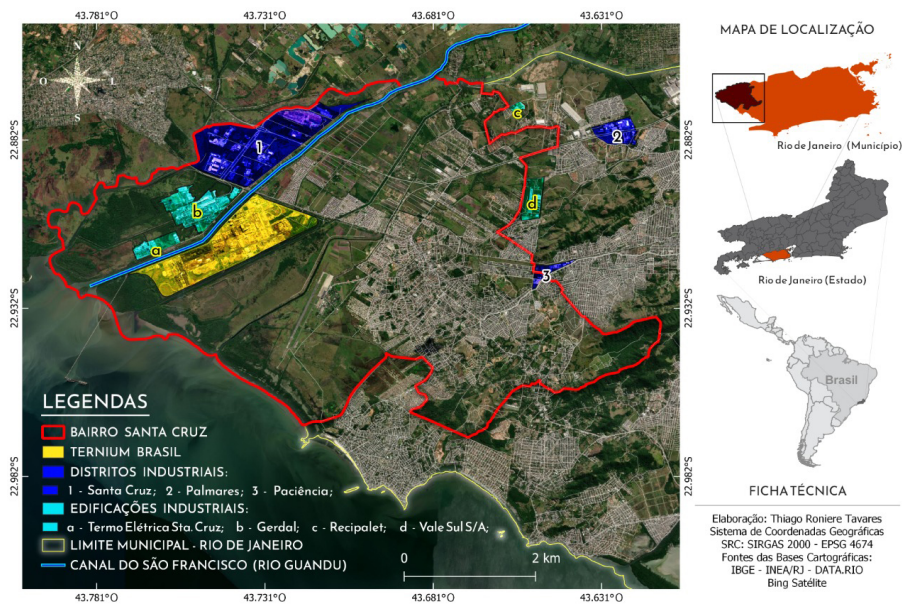 43.781°O 43.731°O 43.681°O 43.631°O
MAPA DE LOCALIZAÇÃO
N
O L
S
c
1
2
22.882°S
22.882°S
Rio de Janeiro (Município)
b
d
a
3
Rio de Janeiro (Estado)
22.932°S
22.932°S
Brasil
LEGENDAS
BAIRRO SANTA CRUZ
TERNIUM BRASIL
DISTRITOS INDUSTRIAIS:
1 - Santa Cruz; 2 - Palmares; 3 - Paciência;
EDIFICAÇÕES INDUSTRIAIS:
a - Termo Elétrica Sta. Cruz; b - Gerdal; c - Recipalet; d - Vale Sul S/A;
LIMITE MUNICIPAL - RIO DE JANEIRO
CANAL DO SÃO FRANCISCO (RIO GUANDU)
0 2 km
22.982°S
22.982°S
43.781°O 43.731°O 43.681°O 43.631°O
FICHA TÉCNICA
Elaboração: Thiago Roniere Tavares
Sistema de Coordenadas Geográficas
SRC: SIRGAS 2000 - EPSG 4674
Fontes das Bases Cartográficas:
IBGE - INEA/RJ - DATA.RIO
Bing Satélite